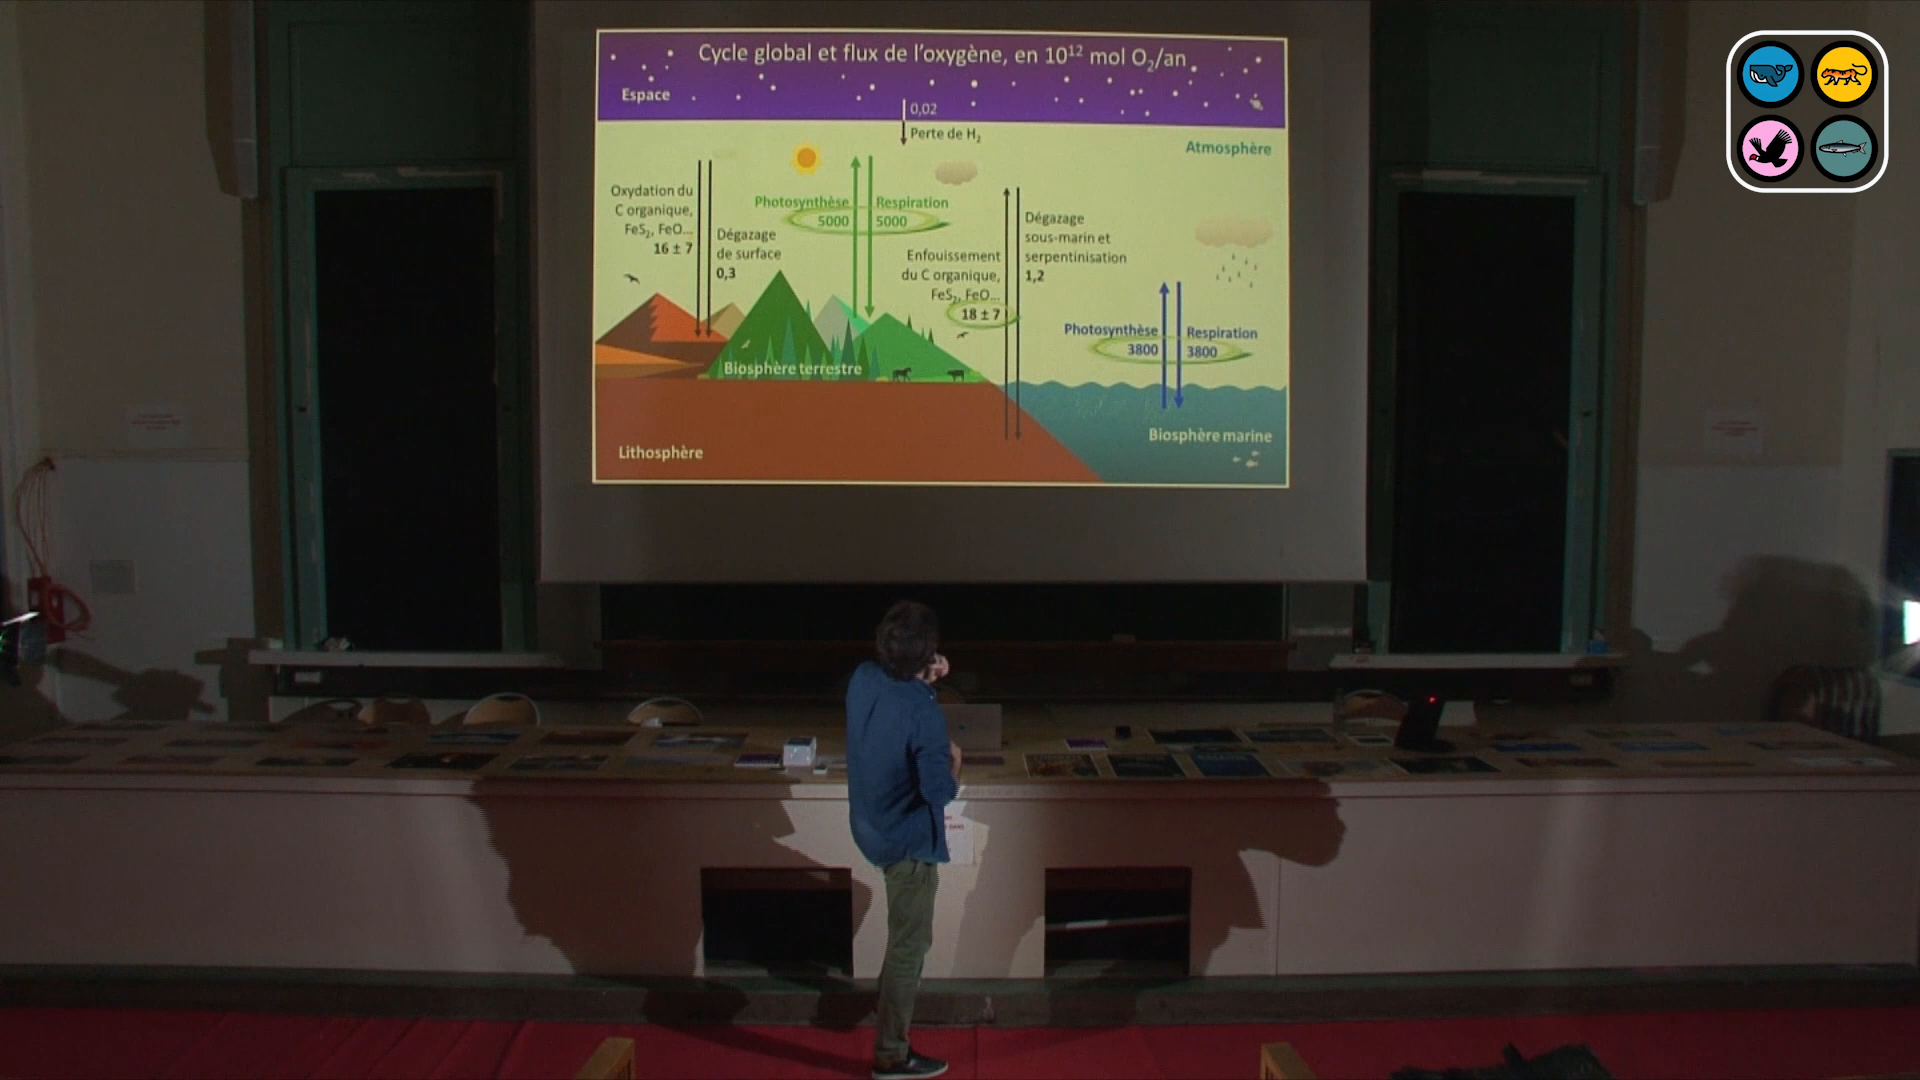 Cycle global et flux de l'oxygène, en 10¹² mol O₂/an
Espace
0,02
Perte de H₂
Atmosphère
Oxydation du
C organique,
FeS₂, FeO...
16 ± 7
Dégazage
de surface
0,3
Photosynthèse
5000
Respiration
5000
Enfouissement
du C organique,
FeS₂, FeO...
18 ± 7
Dégazage
sous-marin et
serpentinisation
1,2
Photosynthèse
3800
Respiration
3800
Biosphère terrestre
Biosphère marine
Lithosphère